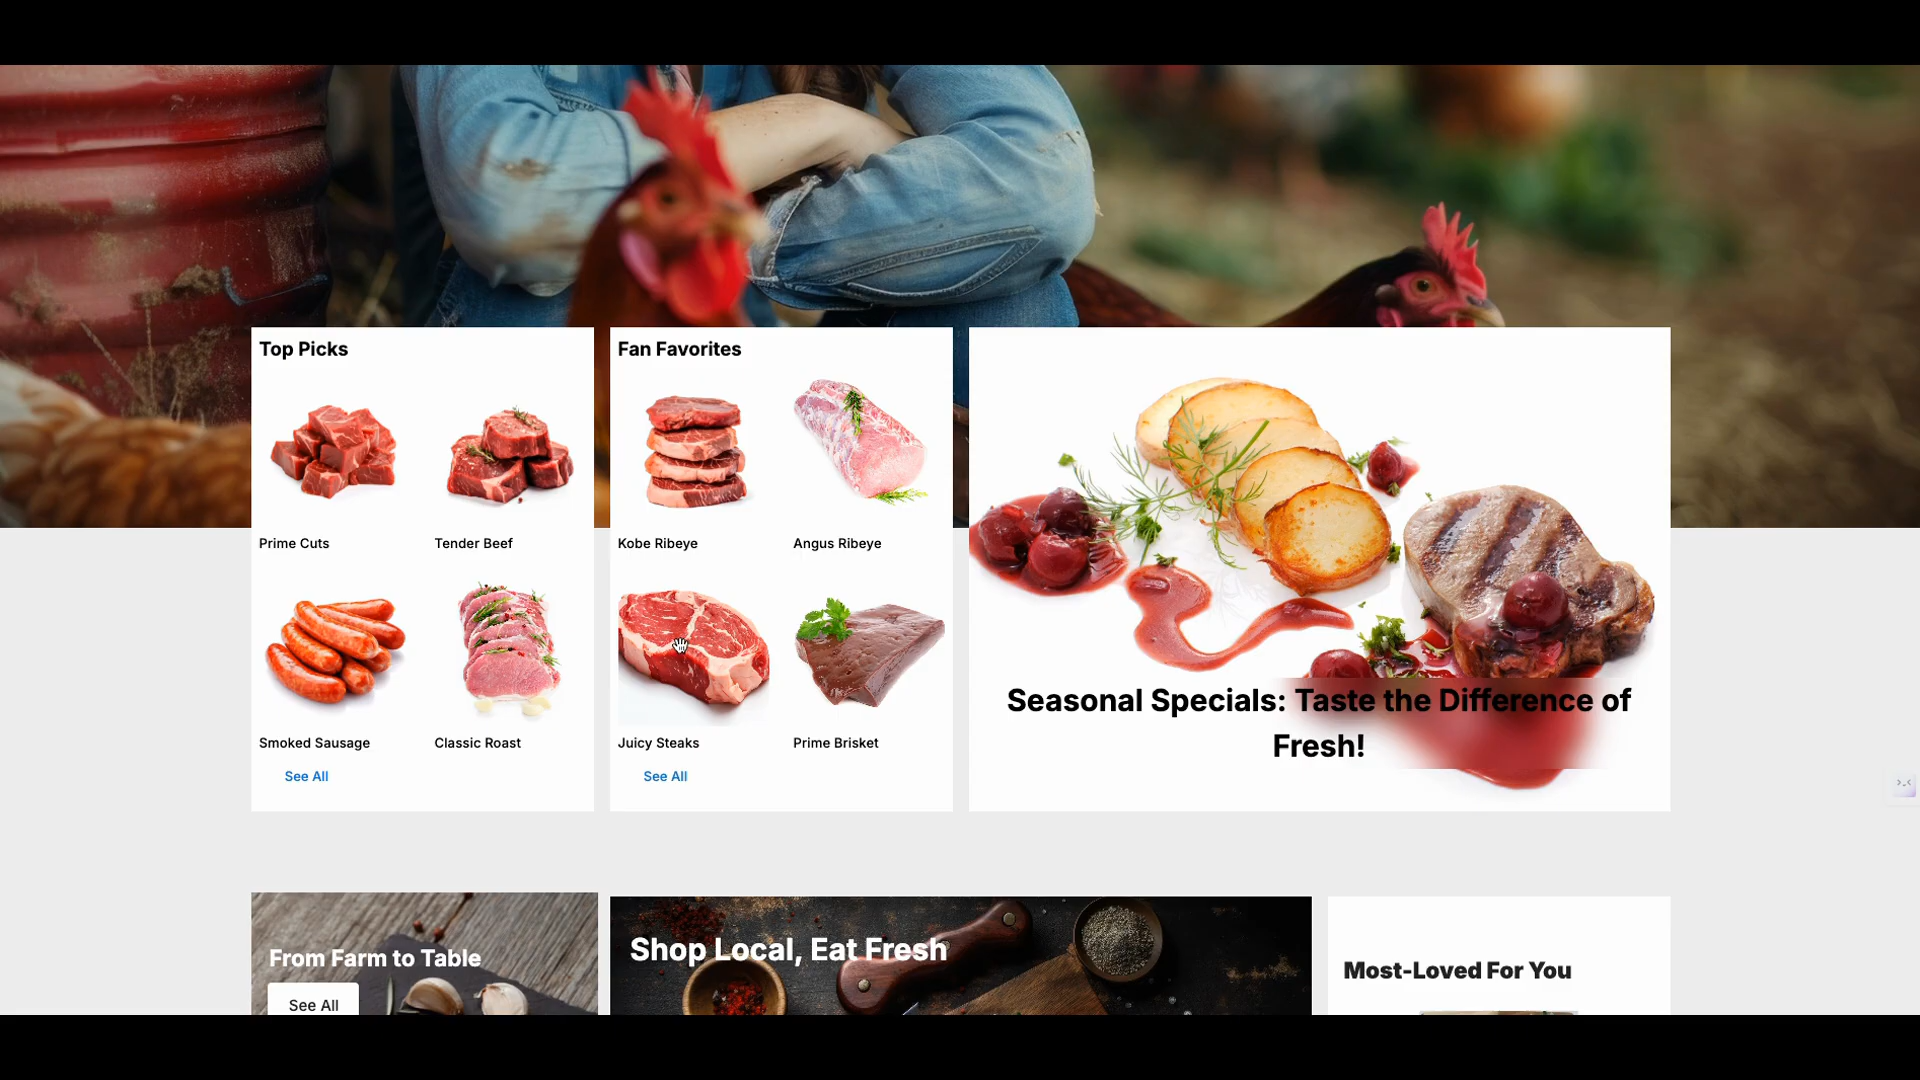 Top Picks
Prime Cuts
Tender Beef
Smoked Sausage
Classic Roast
See All
Fan Favorites
Kobe Ribeye
Angus Ribeye
Juicy Steaks
Prime Brisket
See All
Seasonal Specials: Taste the Difference of
Fresh!
From Farm to Table
See All
Shop Local, Eat Fresh
Most-Loved For You